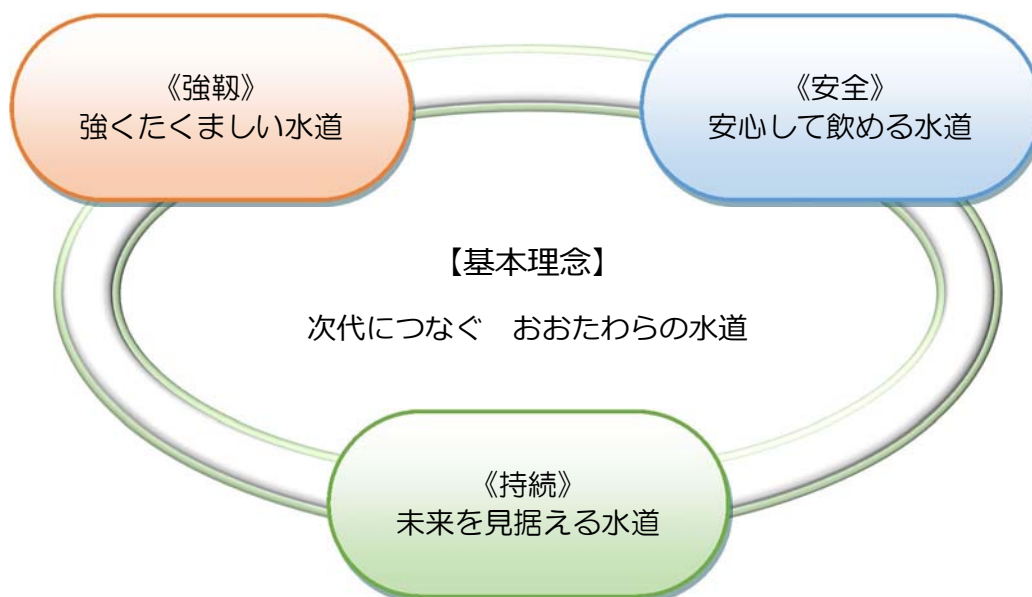 《強靱》
強くたくましい水道
《安全》
安心して飲める水道
【基本理念】
次代につなぐ　おおたわらの水道
《持続》
未来を見据える水道